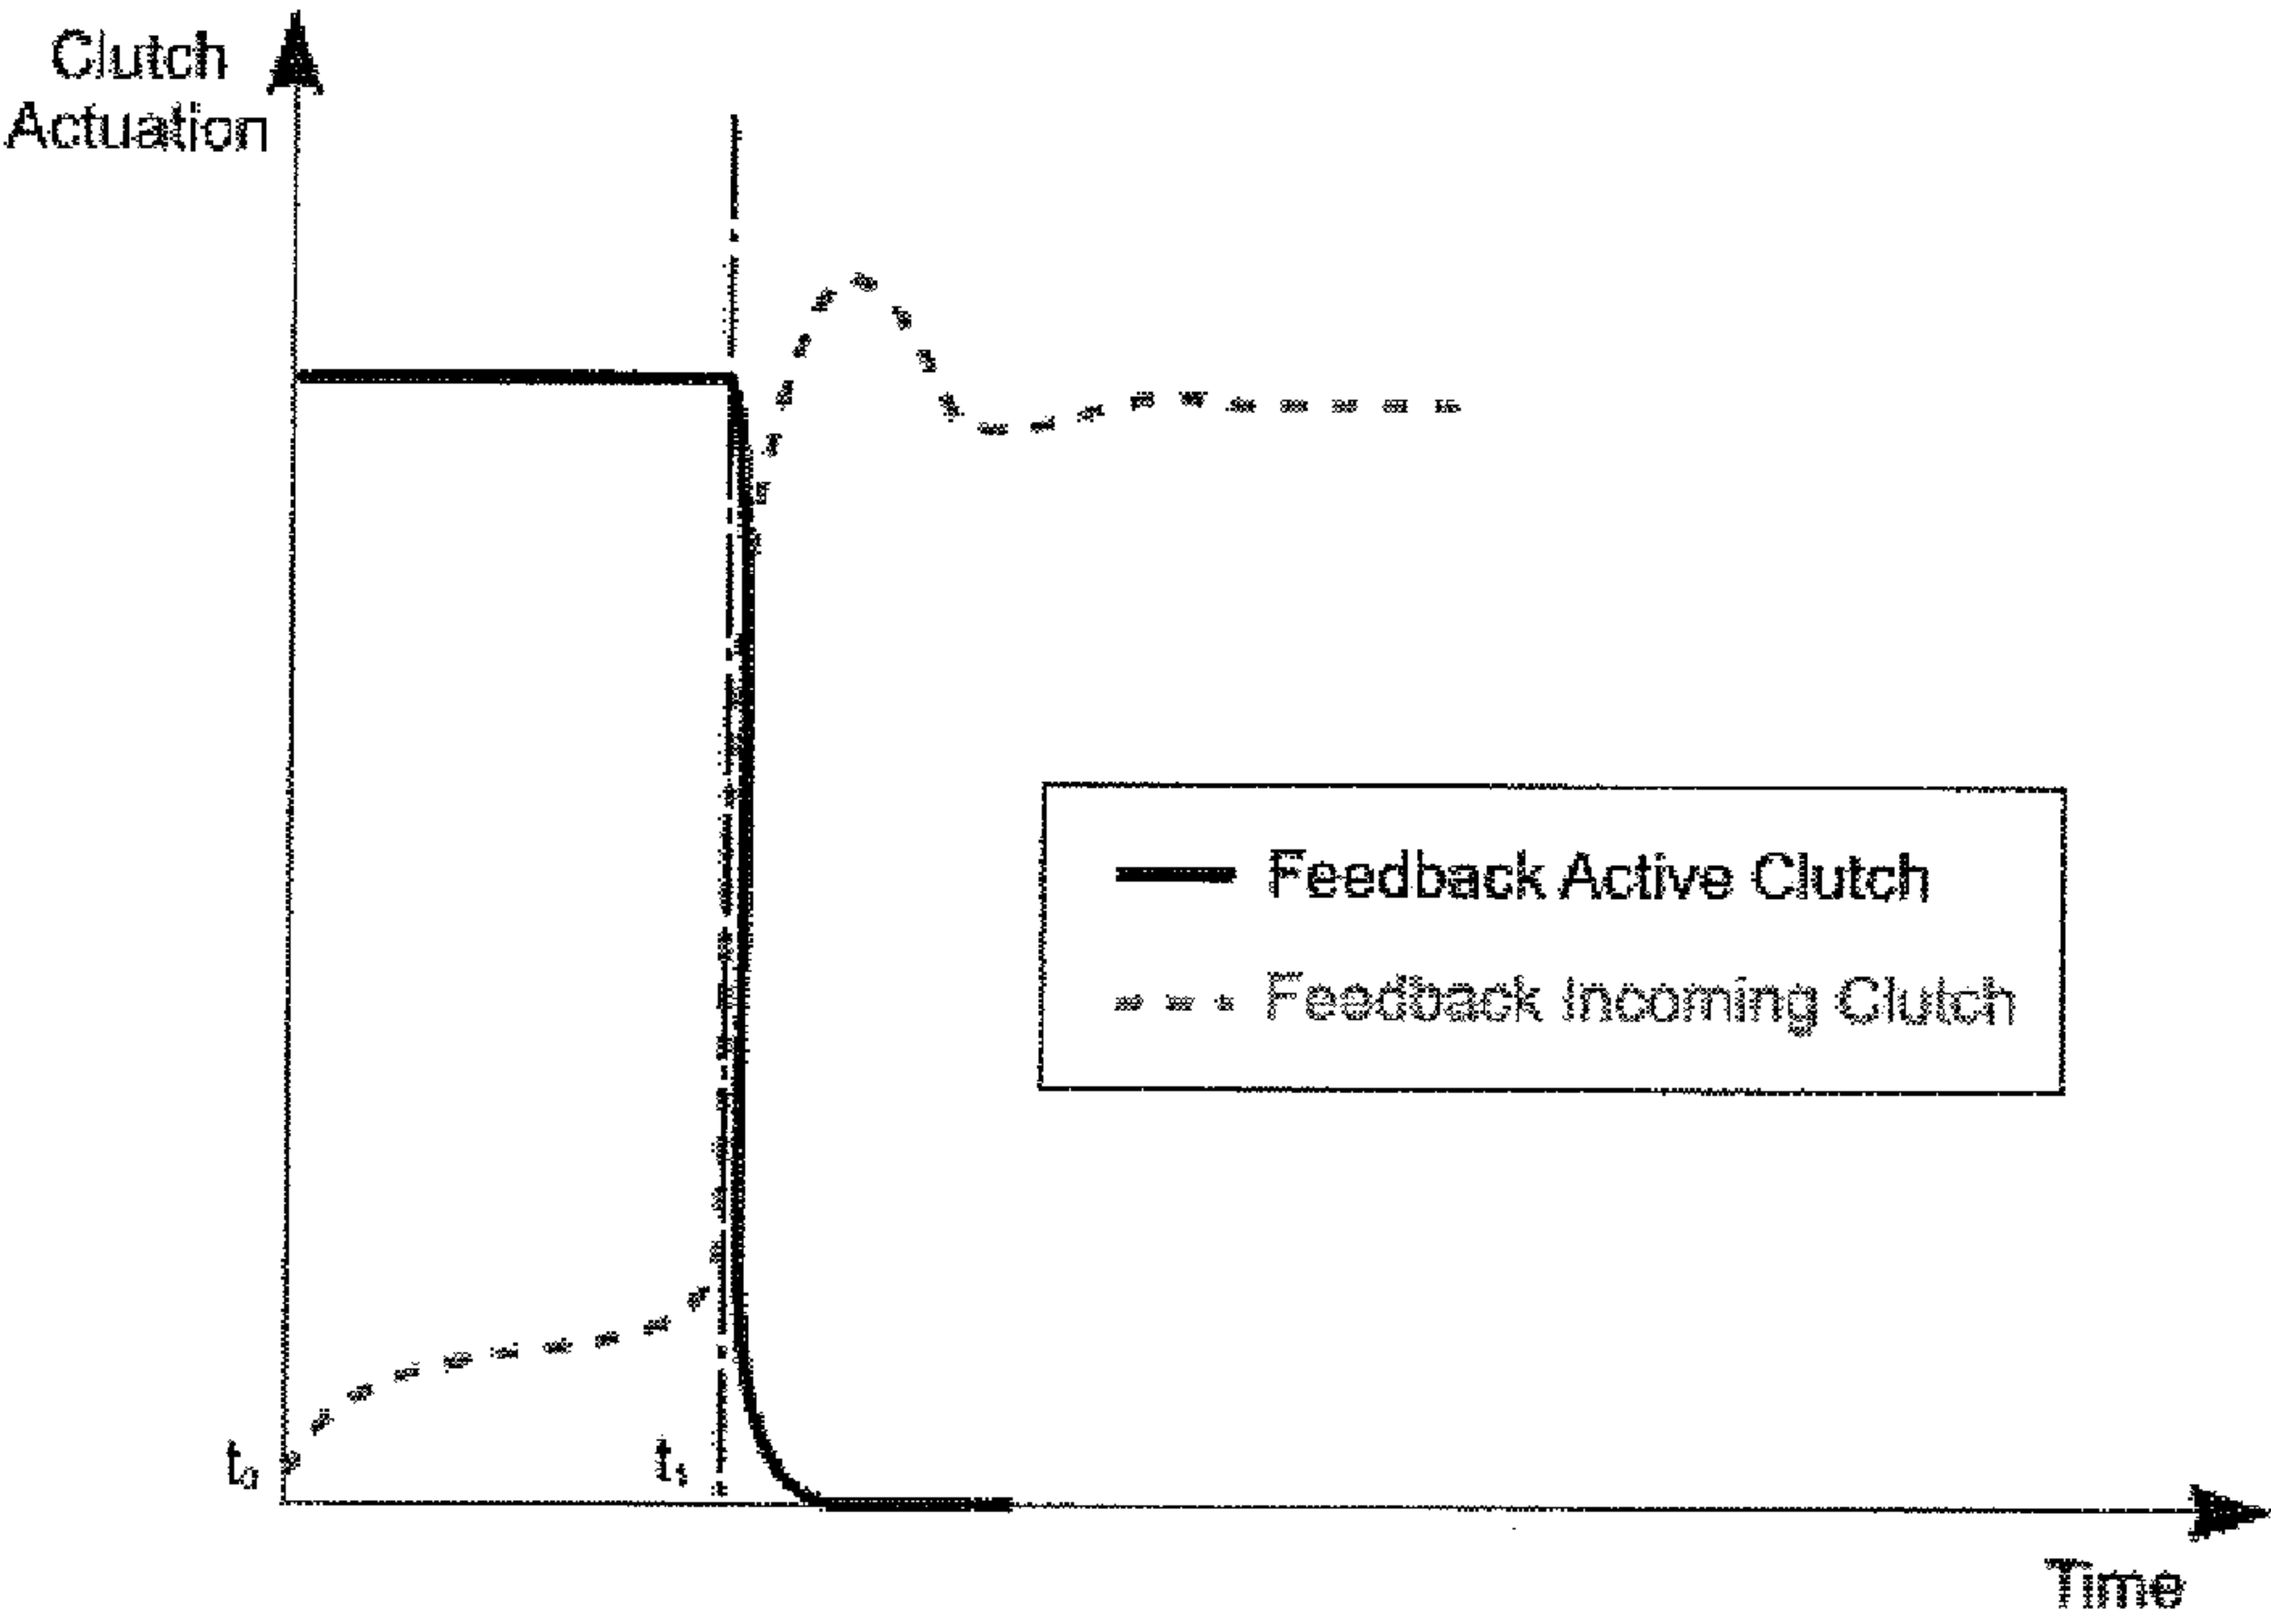 Clutch
Actuation
Feedback Active Clutch
Feedback Incoming Clutch
t₀
t₁
Time